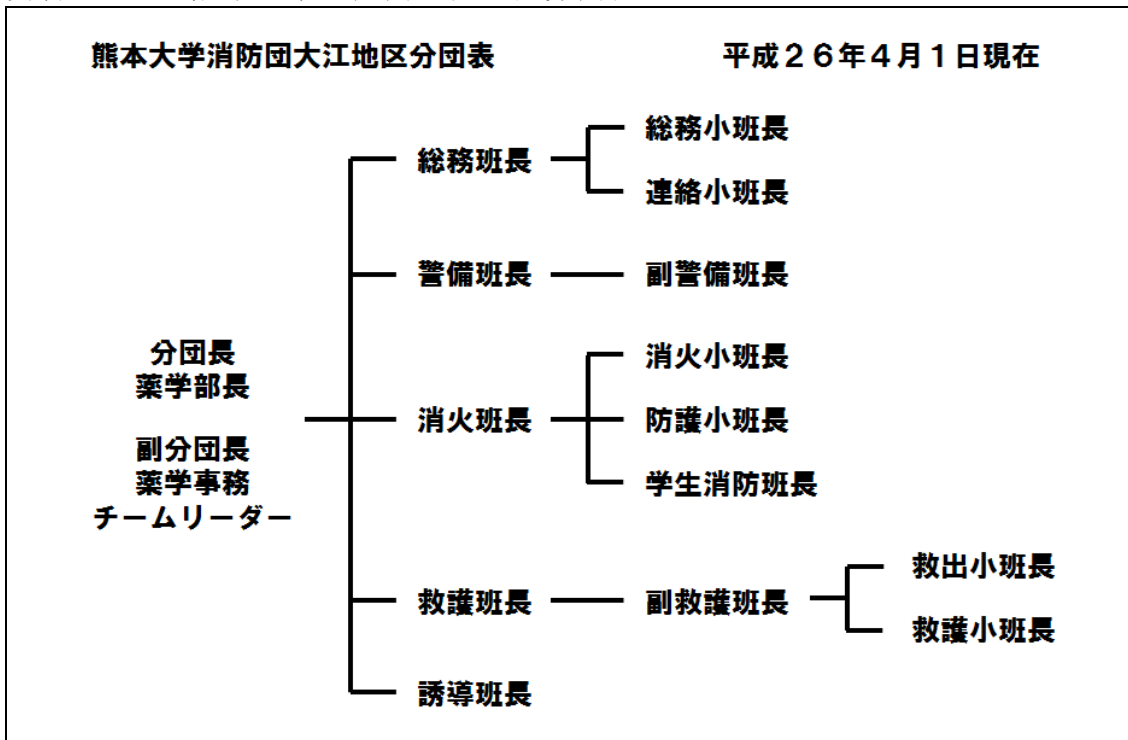 熊本大学消防団大江地区分団表
平成２６年４月１日現在
総務班長
総務小班長
連絡小班長
警備班長
副警備班長
分団長
薬学部長
副分団長
薬学事務
チームリーダー
消火班長
消火小班長
防護小班長
学生消防班長
救護班長
副救護班長
救出小班長
救護小班長
誘導班長